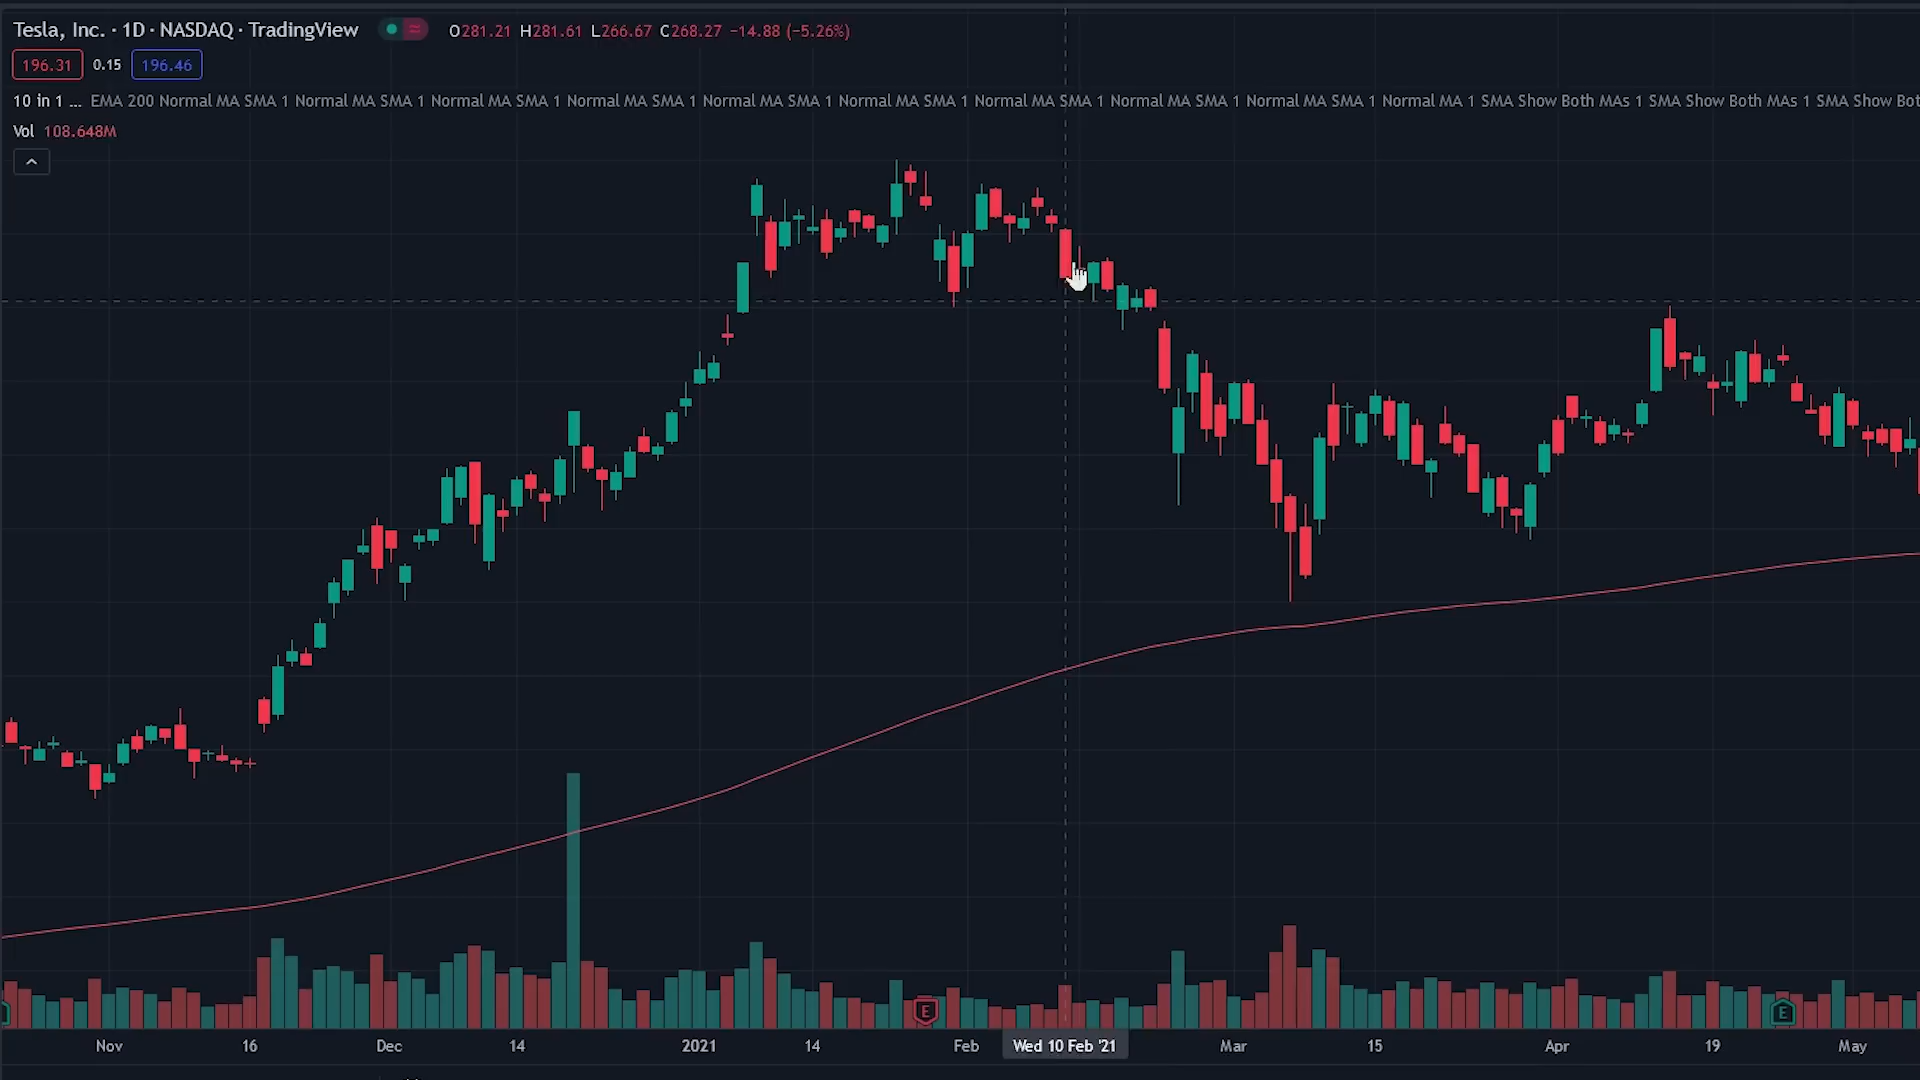 Tesla, Inc. · 1D · NASDAQ · TradingView O281.21 H281.61 L266.67 C268.27 −14.88 (−5.26%)
196.31 0.15 196.46
10 in 1 ... EMA 200 Normal MA SMA 1 Normal MA SMA 1 Normal MA SMA 1 Normal MA SMA 1 Normal MA SMA 1 Normal MA SMA 1 Normal MA SMA 1 Normal MA SMA 1 Normal MA SMA 1 Normal MA 1 SMA Show Both MAs 1 SMA Show Both MAs 1 SMA Show Bot
Vol 108.648M
E E
Nov 16 Dec 14 2021 14 Feb Wed 10 Feb '21 Mar 15 Apr 19 May